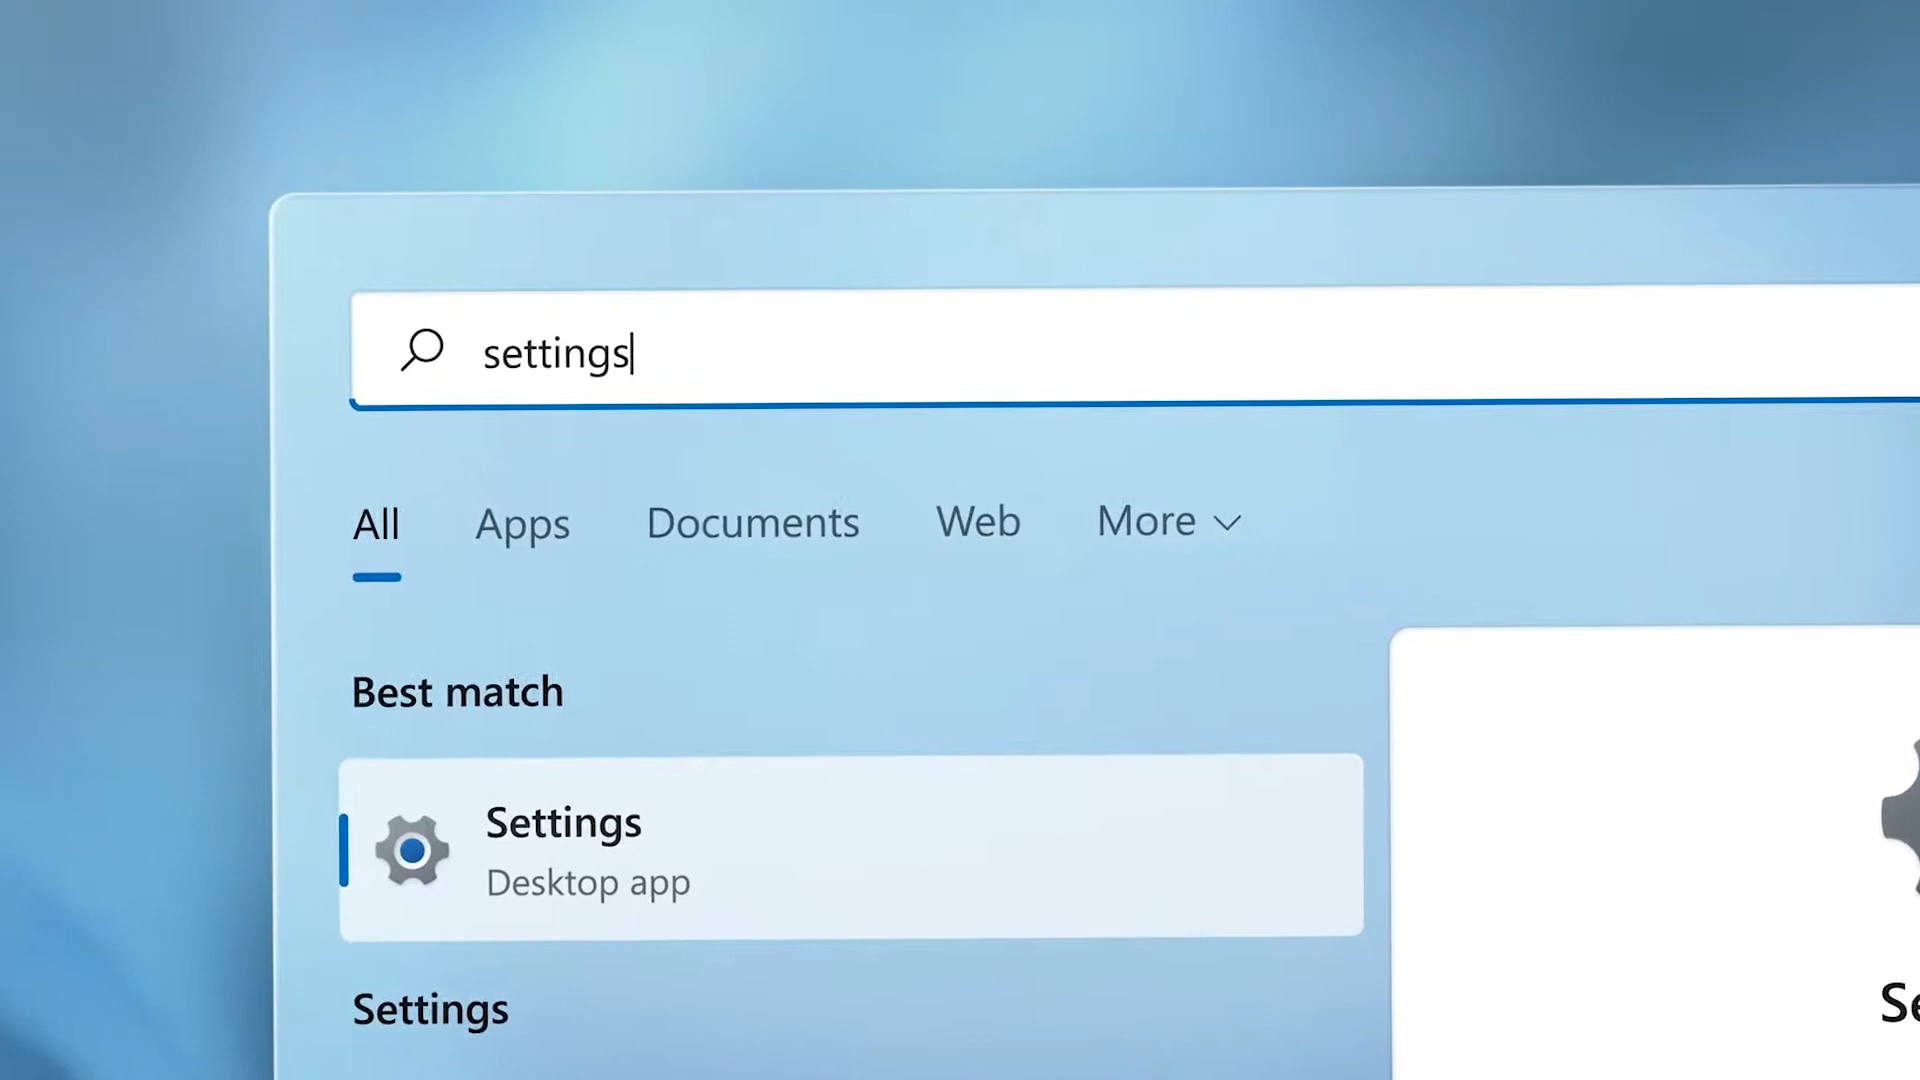 settings
All Apps Documents Web More
Best match
Settings
Desktop app
Settings